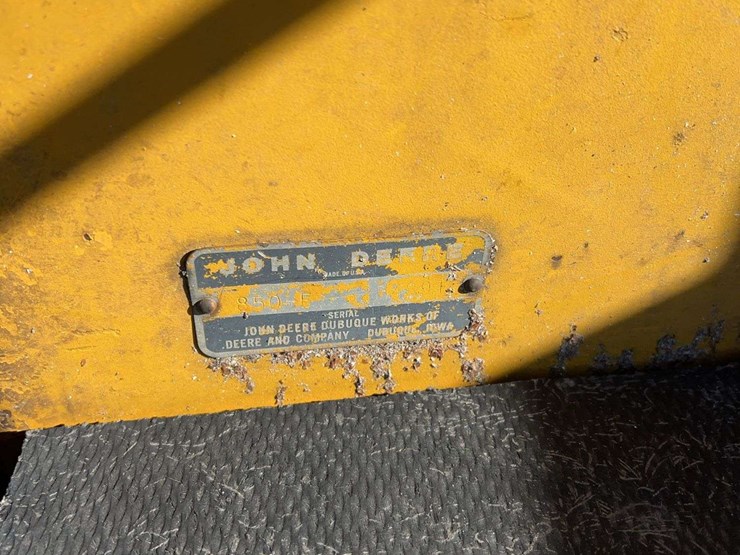 JOHN DEERE
MADE IN U.S.A.
SERIAL
JOHN DEERE DUBUQUE WORKS OF
DEERE AND COMPANY DUBUQUE, IOWA